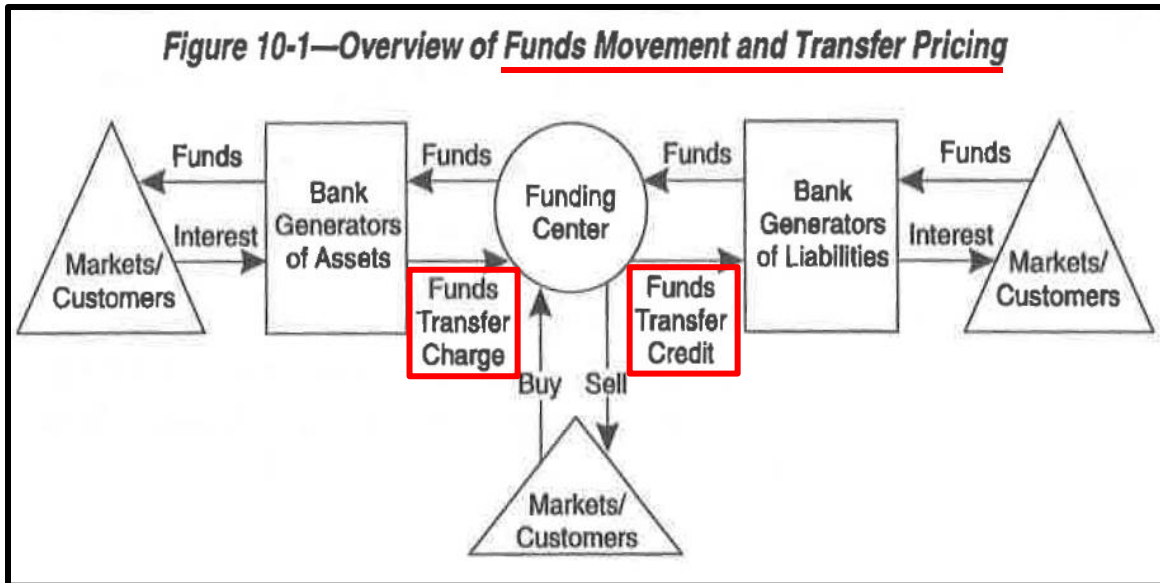 Figure 10-1—Overview of Funds Movement and Transfer Pricing
Markets/
Customers
Funds
Interest
Bank
Generators
of Assets
Funds
Funds
Transfer
Charge
Funding
Center
Funds
Funds
Transfer
Credit
Bank
Generators
of Liabilities
Funds
Interest
Markets/
Customers
Buy
Sell
Markets/
Customers